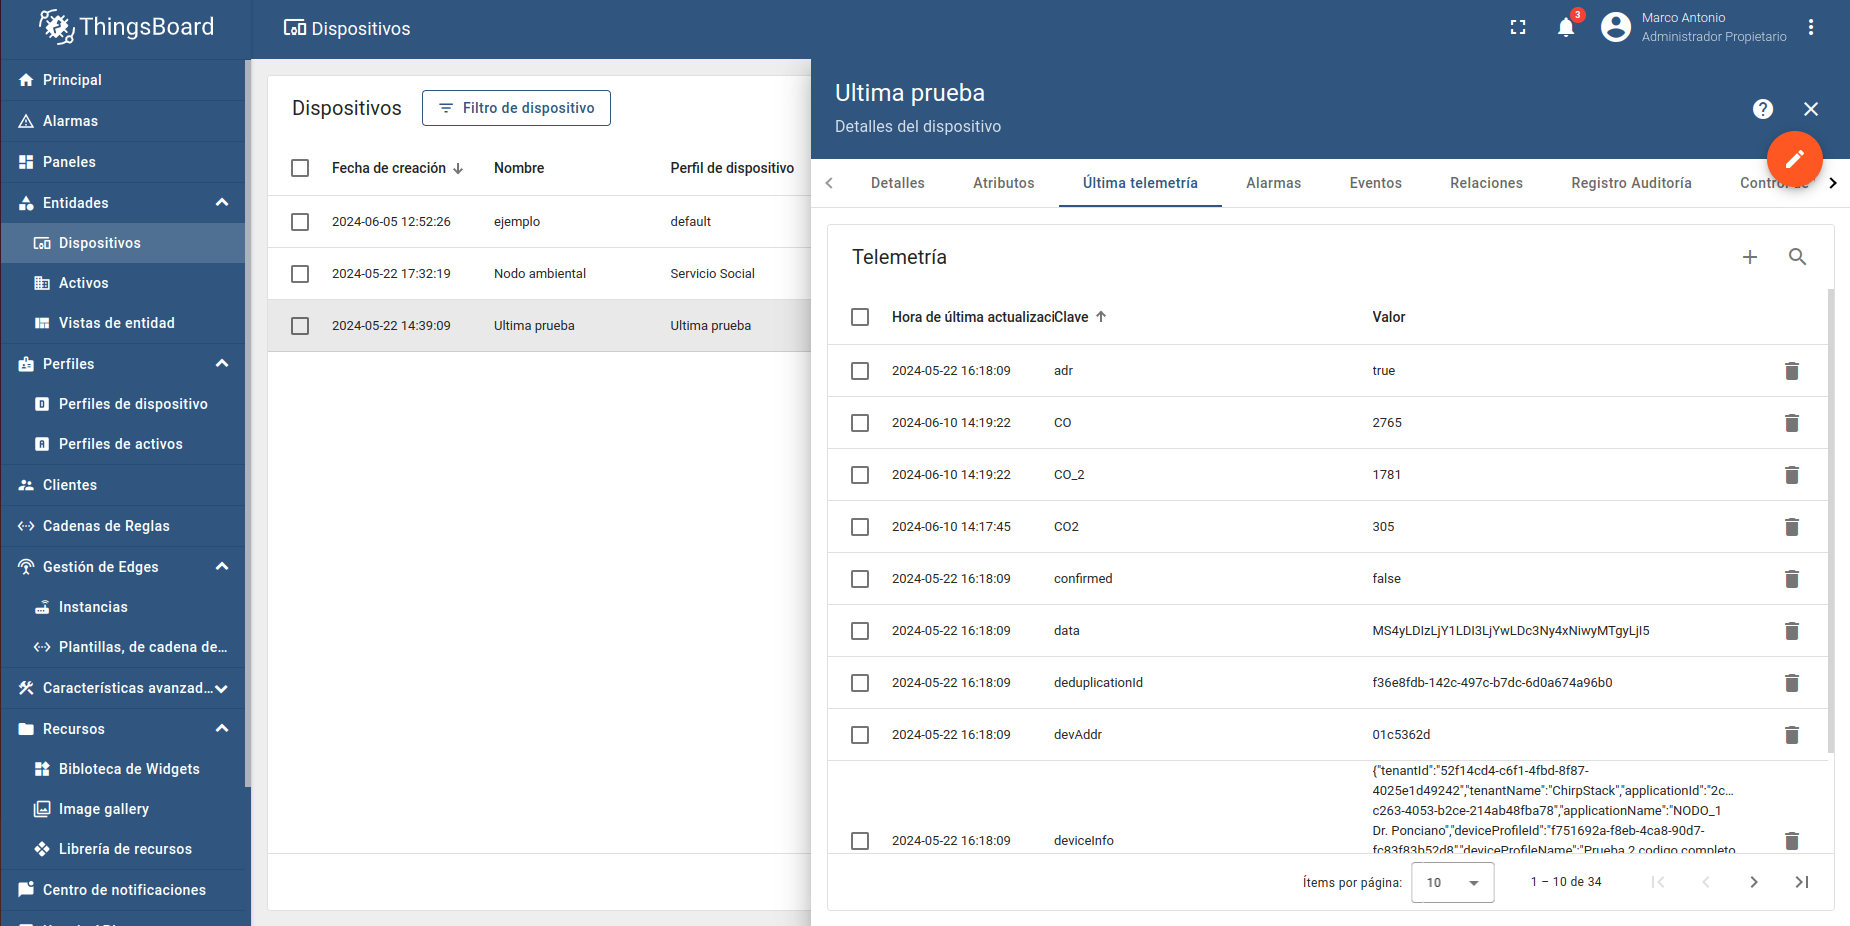 ThingsBoard
Dispositivos
3
Marco Antonio
Administrador Propietario
Principal
Alarmas
Paneles
Entidades
Dispositivos
Activos
Vistas de entidad
Perfiles
Perfiles de dispositivo
Perfiles de activos
Clientes
Cadenas de Reglas
Gestión de Edges
Instancias
Plantillas, de cadena de...
Características avanzad...
Recursos
Bibloteca de Widgets
Image gallery
Librería de recursos
Centro de notificaciones
Dispositivos
Filtro de dispositivo
Fecha de creación Nombre Perfil de dispositivo
2024-06-05 12:52:26 ejemplo default
2024-05-22 17:32:19 Nodo ambiental Servicio Social
2024-05-22 14:39:09 Ultima prueba Ultima prueba
Ultima prueba
Detalles del dispositivo
Detalles Atributos Última telemetría Alarmas Eventos Relaciones Registro Auditoría Control de
Telemetría
Hora de última actualizaci Clave Valor
2024-05-22 16:18:09 adr true
2024-06-10 14:19:22 CO 2765
2024-06-10 14:19:22 CO_2 1781
2024-06-10 14:17:45 CO2 305
2024-05-22 16:18:09 confirmed false
2024-05-22 16:18:09 data MS4yLDIzLjY1LDI3LjYwLDc3Ny4xNiwyMTgyLjI5
2024-05-22 16:18:09 deduplicationId f36e8fdb-142c-497c-b7dc-6d0a674a96b0
2024-05-22 16:18:09 devAddr 01c5362d
{"tenantId":"52f14cd4-c6f1-4fbd-8f87-
4025e1d49242","tenantName":"ChirpStack","applicationId":"2c...
c263-4053-b2ce-214ab48fba78","applicationName":"NODO_1
Dr. Ponciano","deviceProfileId":"f751692a-f8eb-4ca8-90d7-
2024-05-22 16:18:09 deviceInfo
fc83f83b52d8","deviceProfileName":"Prueba 2 codigo completo
Ítems por página: 10 1 – 10 de 34